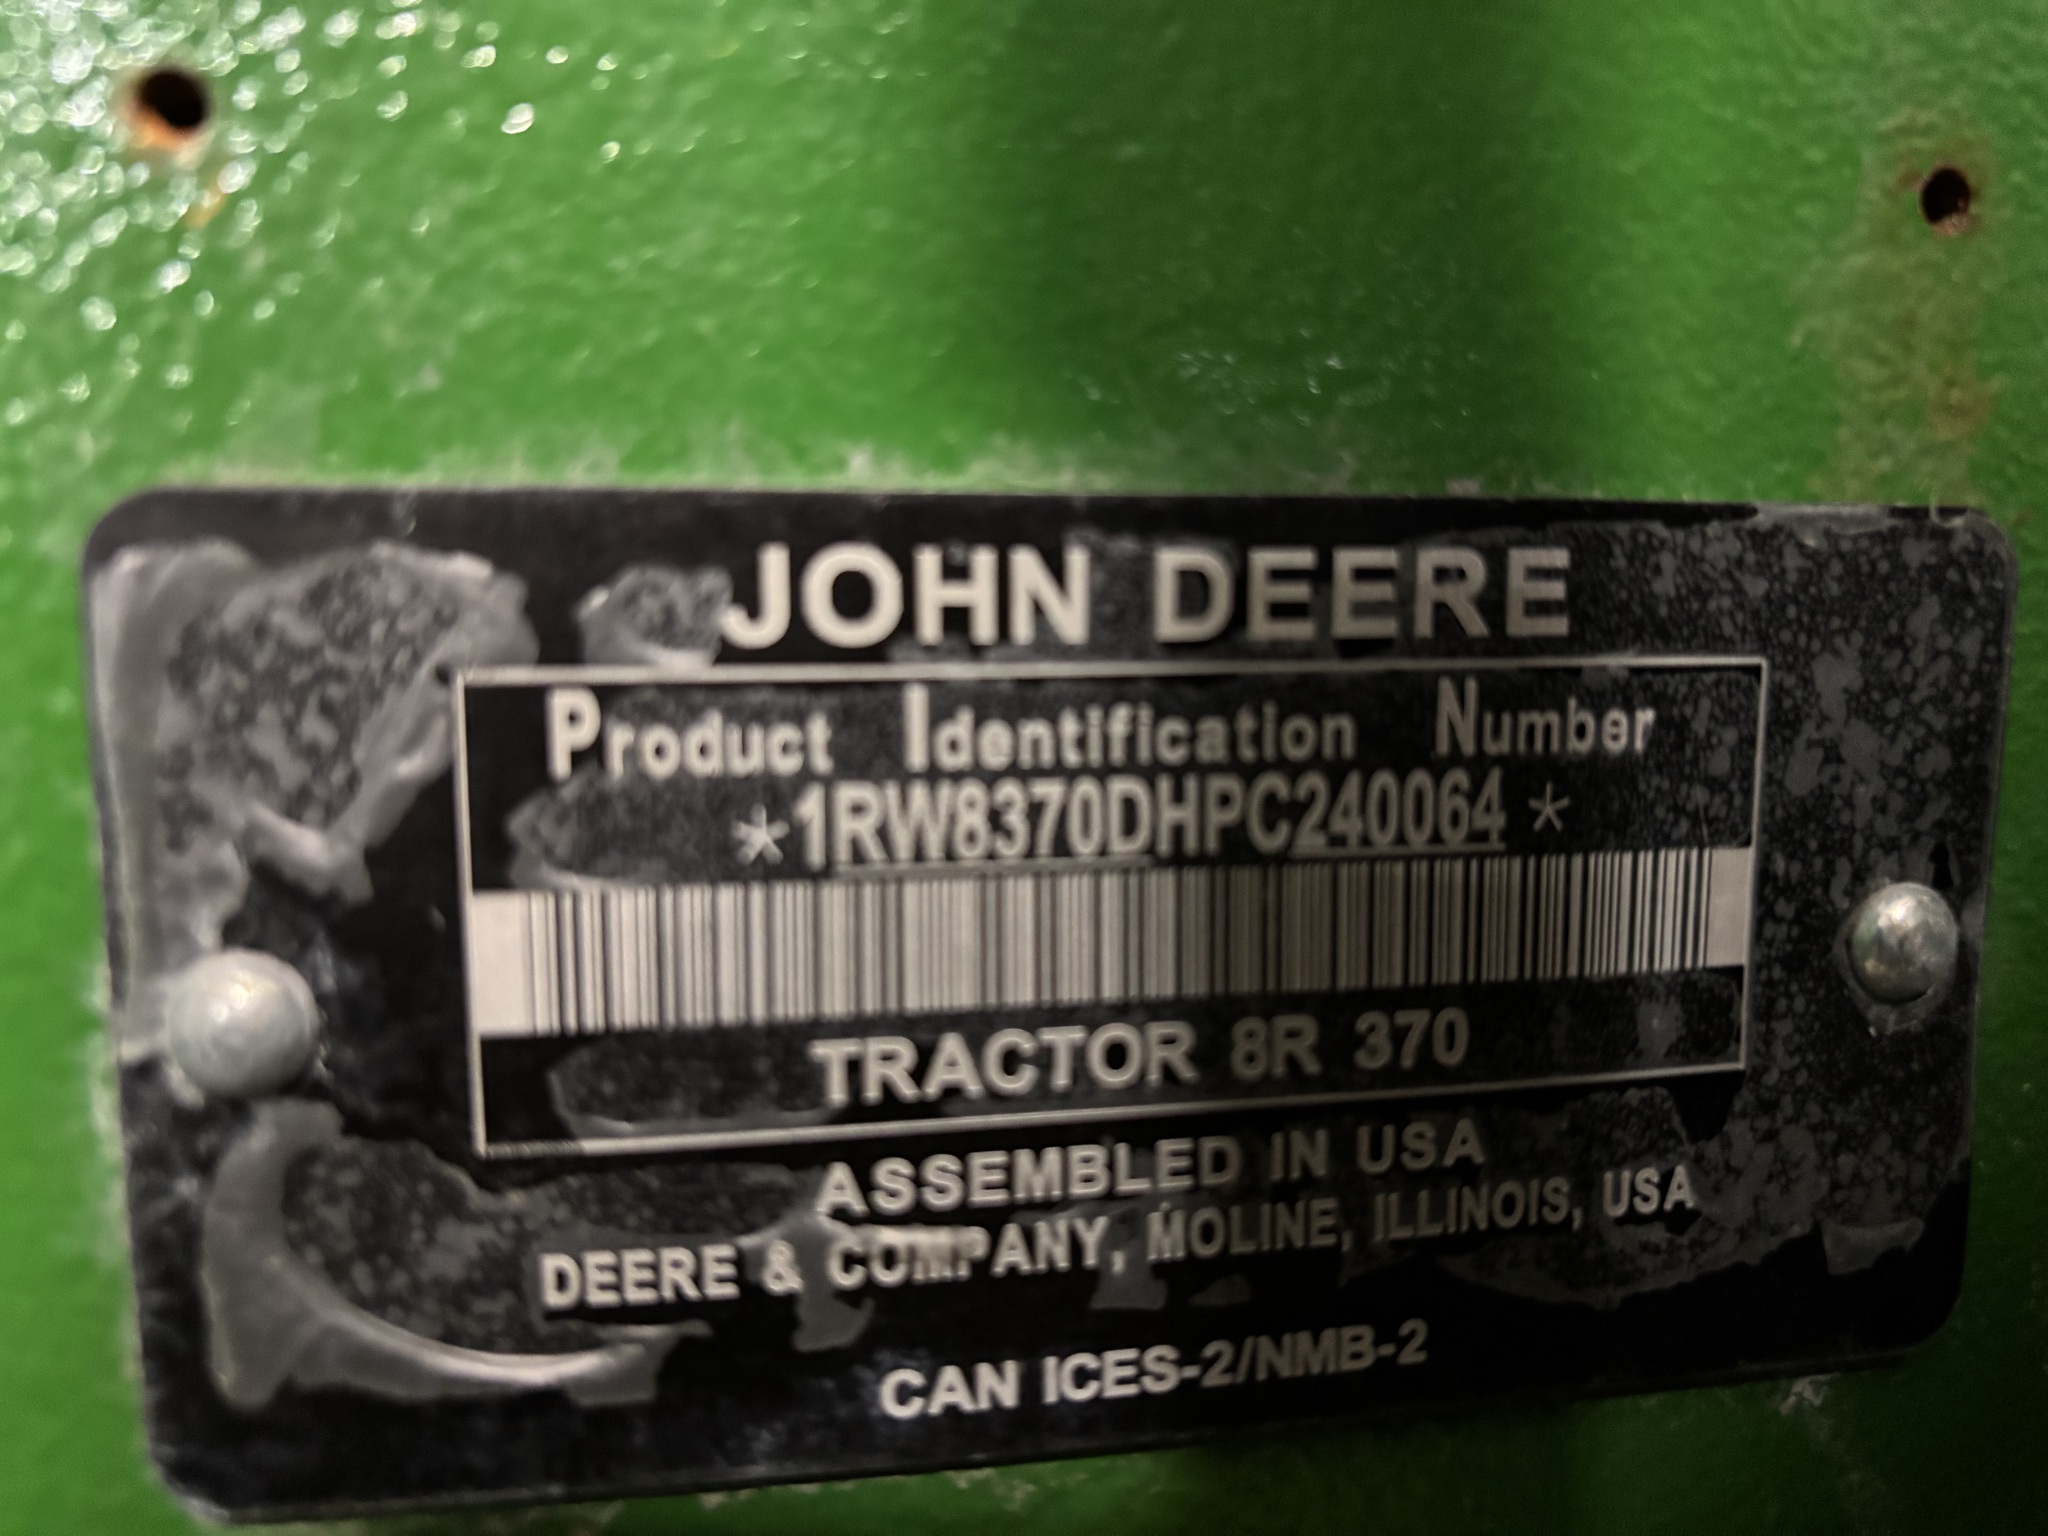 JOHN DEERE
Product Identification Number
*1RW8370DHPC240064*
TRACTOR 8R 370
ASSEMBLED IN USA
DEERE & COMPANY, MOLINE, ILLINOIS, USA
CAN ICES-2/NMB-2